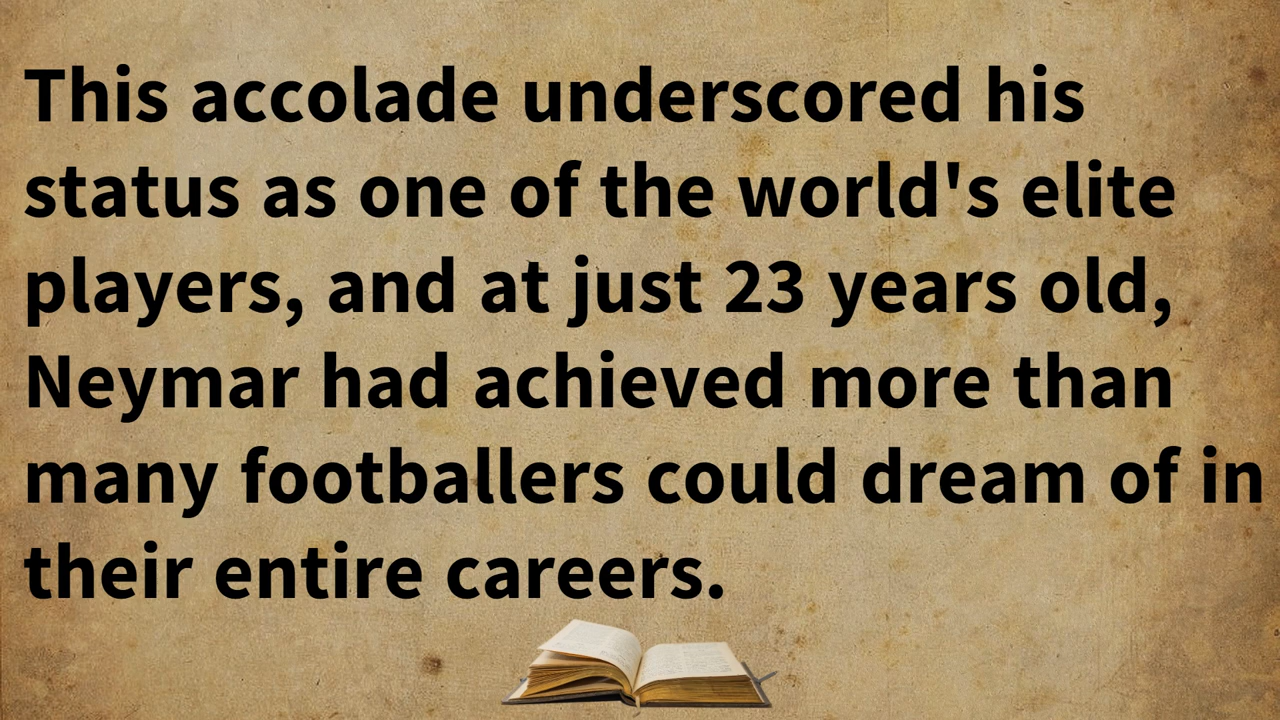 This accolade underscored his
status as one of the world's elite
players, and at just 23 years old,
Neymar had achieved more than
many footballers could dream of in
their entire careers.